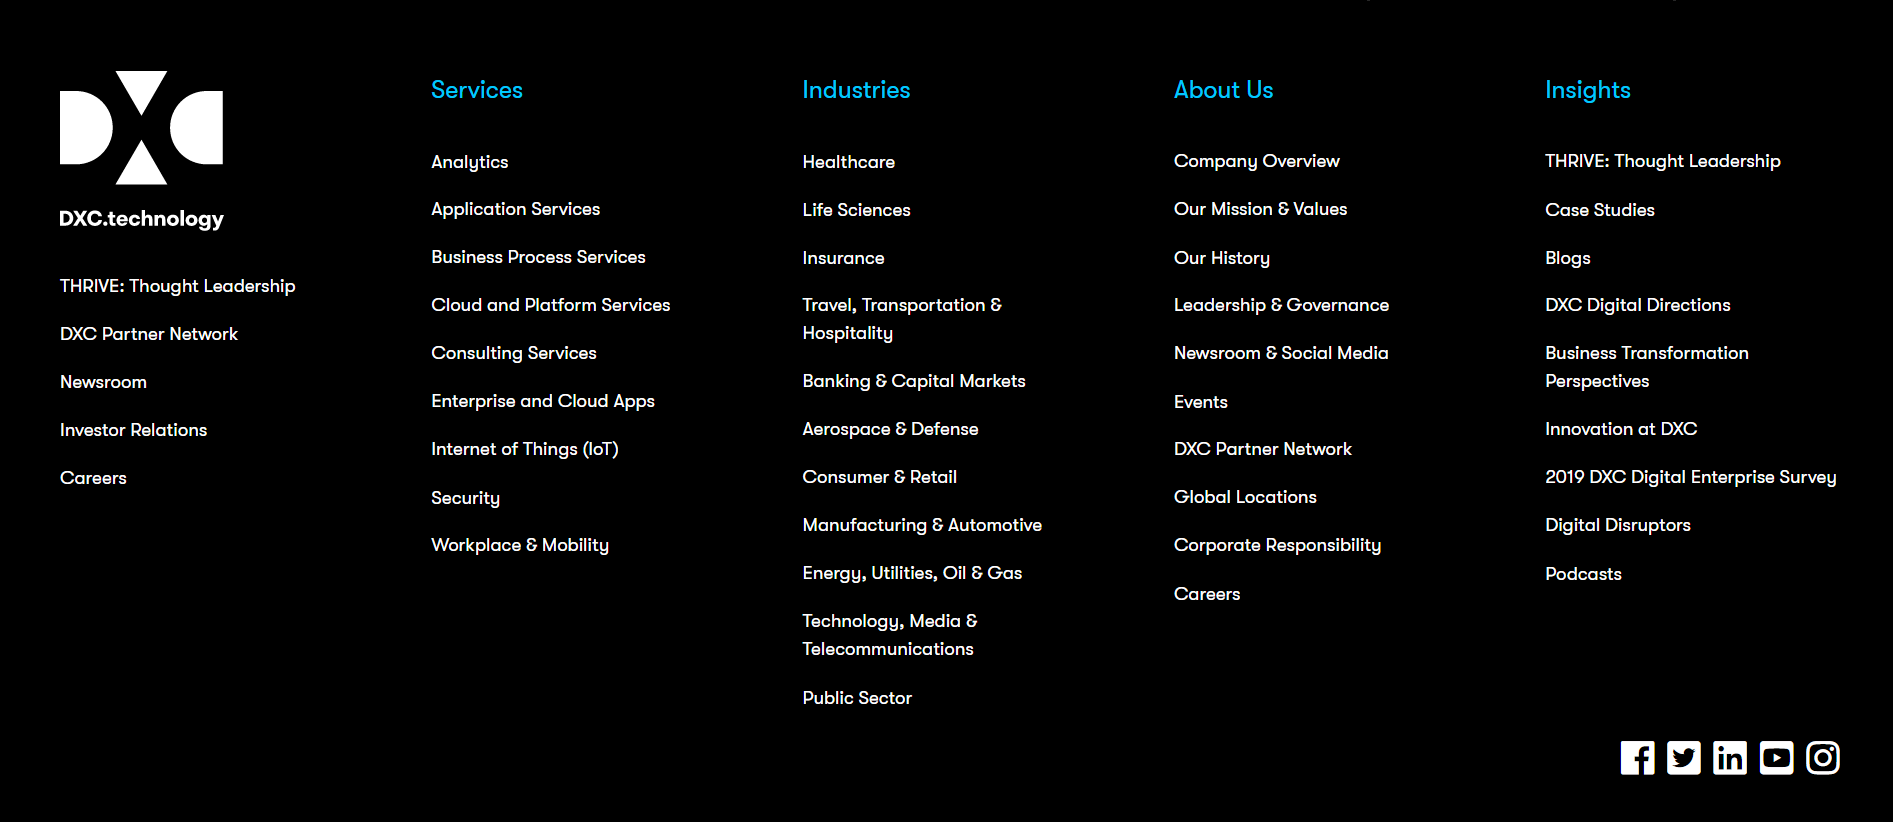 DXC.technology
THRIVE: Thought Leadership
DXC Partner Network
Newsroom
Investor Relations
Careers
Services
Analytics
Application Services
Business Process Services
Cloud and Platform Services
Consulting Services
Enterprise and Cloud Apps
Internet of Things (IoT)
Security
Workplace & Mobility
Industries
Healthcare
Life Sciences
Insurance
Travel, Transportation &
Hospitality
Banking & Capital Markets
Aerospace & Defense
Consumer & Retail
Manufacturing & Automotive
Energy, Utilities, Oil & Gas
Technology, Media &
Telecommunications
Public Sector
About Us
Company Overview
Our Mission & Values
Our History
Leadership & Governance
Newsroom & Social Media
Events
DXC Partner Network
Global Locations
Corporate Responsibility
Careers
Insights
THRIVE: Thought Leadership
Case Studies
Blogs
DXC Digital Directions
Business Transformation
Perspectives
Innovation at DXC
2019 DXC Digital Enterprise Survey
Digital Disruptors
Podcasts